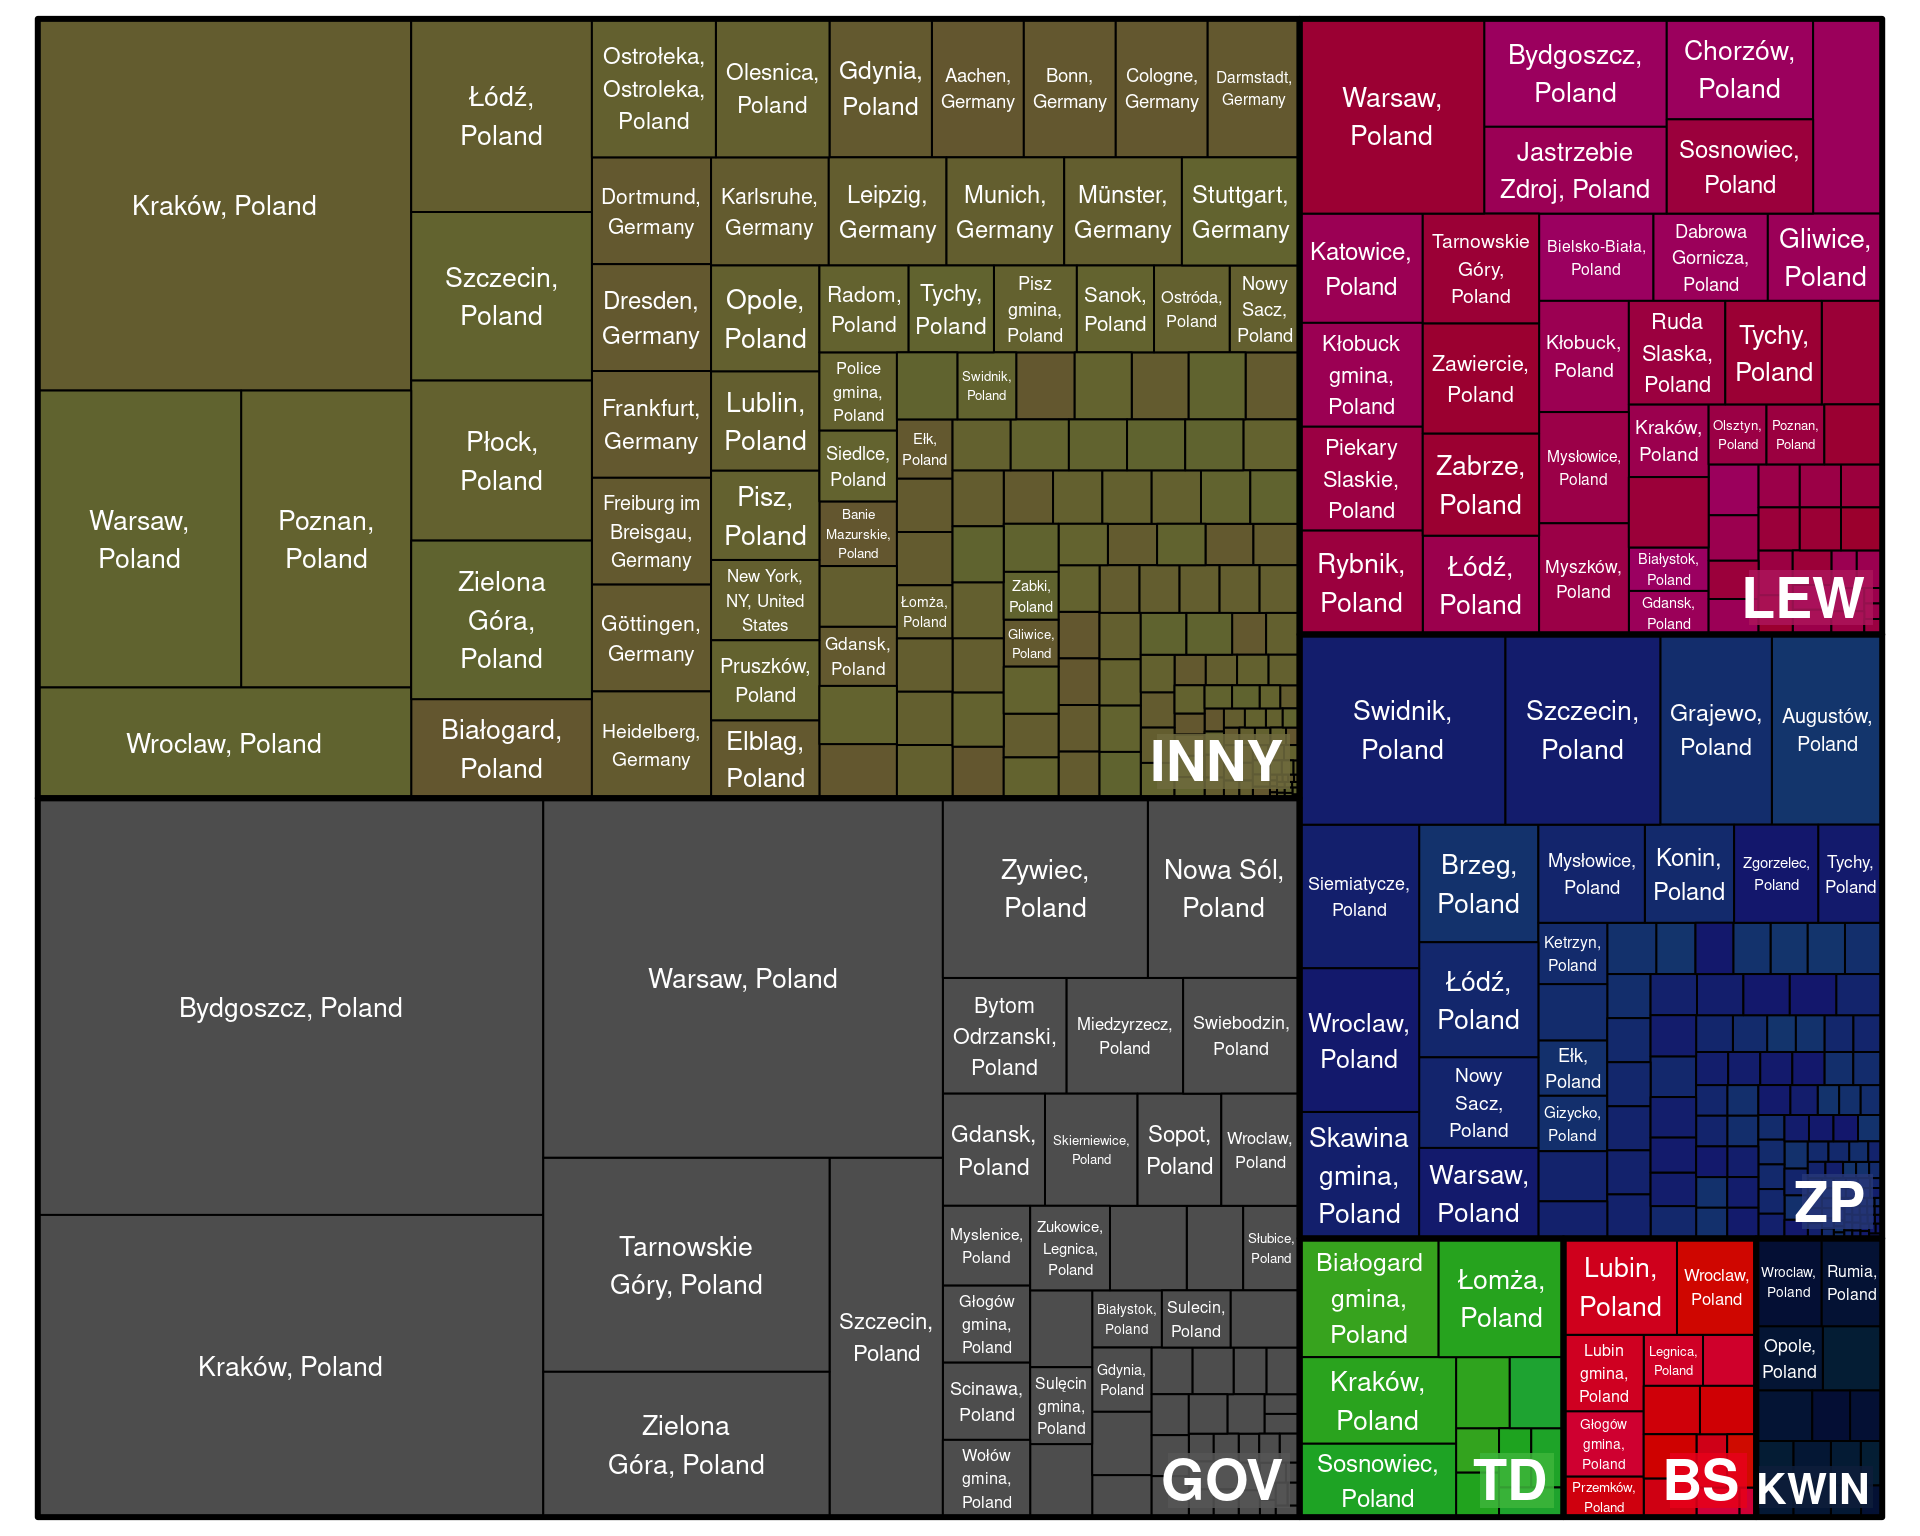 Kraków, Poland
Warsaw,
Poland
Poznan,
Poland
Wroclaw, Poland
Łódź,
Poland
Szczecin,
Poland
Płock,
Poland
Zielona
Góra,
Poland
Białogard,
Poland
Ostrołeka,
Ostroleka,
Poland
Olesnica,
Poland
Gdynia,
Poland
Aachen,
Germany
Bonn,
Germany
Cologne,
Germany
Darmstadt,
Germany
Dortmund,
Germany
Karlsruhe,
Germany
Leipzig,
Germany
Munich,
Germany
Münster,
Germany
Stuttgart,
Germany
Dresden,
Germany
Frankfurt,
Germany
Freiburg im
Breisgau,
Germany
Göttingen,
Germany
Heidelberg,
Germany
Opole,
Poland
Lublin,
Poland
Pisz,
Poland
New York,
NY, United
States
Pruszków,
Poland
Elblag,
Poland
Radom,
Poland
Tychy,
Poland
Pisz
gmina,
Poland
Sanok,
Poland
Ostróda,
Poland
Nowy
Sacz,
Poland
Police
gmina,
Poland
Siedlce,
Poland
Banie
Mazurskie,
Poland
Gdansk,
Poland
Swidnik,
Poland
Ełk,
Poland
Łomża,
Poland
Zabki,
Poland
Gliwice,
Poland
INNY
Warsaw,
Poland
Bydgoszcz,
Poland
Jastrzebie
Zdroj, Poland
Chorzów,
Poland
Sosnowiec,
Poland
Katowice,
Poland
Kłobuck
gmina,
Poland
Piekary
Slaskie,
Poland
Rybnik,
Poland
Tarnowskie
Góry,
Poland
Zawiercie,
Poland
Zabrze,
Poland
Łódź,
Poland
Bielsko-Biała,
Poland
Dabrowa
Gornicza,
Poland
Gliwice,
Poland
Kłobuck,
Poland
Mysłowice,
Poland
Myszków,
Poland
Ruda
Slaska,
Poland
Tychy,
Poland
Kraków,
Poland
Olsztyn,
Poland
Poznan,
Poland
Białystok,
Poland
Gdansk,
Poland
LEW
Swidnik,
Poland
Szczecin,
Poland
Grajewo,
Poland
Augustów,
Poland
Siemiatycze,
Poland
Wroclaw,
Poland
Skawina
gmina,
Poland
Brzeg,
Poland
Łódź,
Poland
Nowy
Sacz,
Poland
Warsaw,
Poland
Mysłowice,
Poland
Konin,
Poland
Zgorzelec,
Poland
Tychy,
Poland
Ketrzyn,
Poland
Ełk,
Poland
Gizycko,
Poland
ZP
Bydgoszcz, Poland
Kraków, Poland
Warsaw, Poland
Tarnowskie
Góry, Poland
Zielona
Góra, Poland
Szczecin,
Poland
Zywiec,
Poland
Nowa Sól,
Poland
Bytom
Odrzanski,
Poland
Miedzyrzecz,
Poland
Swiebodzin,
Poland
Gdansk,
Poland
Skierniewice,
Poland
Sopot,
Poland
Wroclaw,
Poland
Myslenice,
Poland
Głogów
gmina,
Poland
Scinawa,
Poland
Wołów
gmina,
Poland
Zukowice,
Legnica,
Poland
Słubice,
Poland
Sulęcin
gmina,
Poland
Białystok,
Poland
Sulecin,
Poland
Gdynia,
Poland
GOV
Białogard
gmina,
Poland
Łomża,
Poland
Kraków,
Poland
Sosnowiec,
Poland
TD
Lubin,
Poland
Wroclaw,
Poland
Lubin
gmina,
Poland
Legnica,
Poland
Głogów
gmina,
Poland
Przemków,
Poland
BS
Wroclaw,
Poland
Rumia,
Poland
Opole,
Poland
KWIN